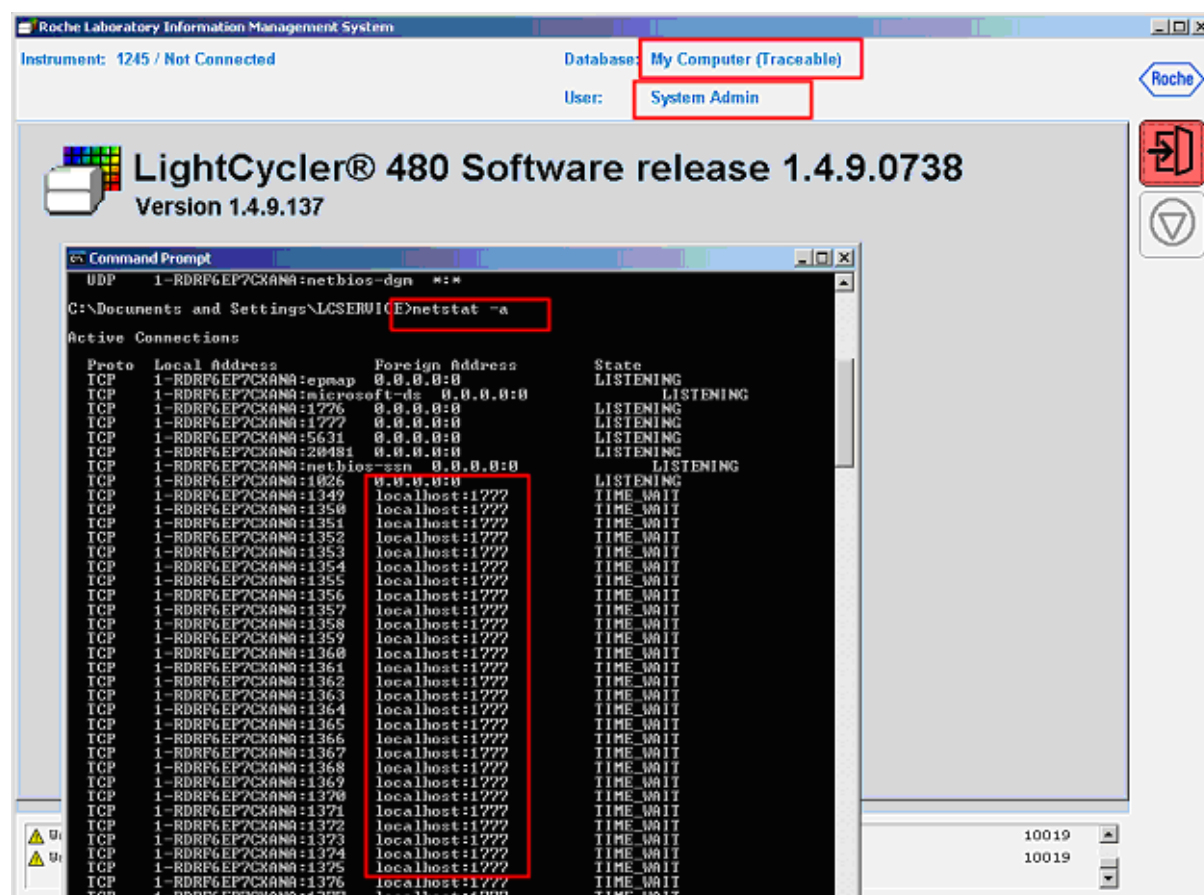 Roche Laboratory Information Management System
Instrument: 1245 / Not Connected
Database: My Computer (Traceable)
User: System Admin
Roche
LightCycler® 480 Software release 1.4.9.0738
Version 1.4.9.137
Command Prompt
UDP 1-RDRF6EP7CXANA:netbios-dgm *:*
C:\Documents and Settings\LCSERVICE>netstat -a
Active Connections
Proto Local Address Foreign Address State
TCP 1-RDRF6EP7CXANA:epmap 0.0.0.0:0 LISTENING
TCP 1-RDRF6EP7CXANA:microsoft-ds 0.0.0.0:0 LISTENING
TCP 1-RDRF6EP7CXANA:1776 0.0.0.0:0 LISTENING
TCP 1-RDRF6EP7CXANA:1777 0.0.0.0:0 LISTENING
TCP 1-RDRF6EP7CXANA:5631 0.0.0.0:0 LISTENING
TCP 1-RDRF6EP7CXANA:20481 0.0.0.0:0 LISTENING
TCP 1-RDRF6EP7CXANA:netbios-ssn 0.0.0.0:0 LISTENING
TCP 1-RDRF6EP7CXANA:1026 0.0.0.0:0 LISTENING
TCP 1-RDRF6EP7CXANA:1349 localhost:1777 TIME_WAIT
TCP 1-RDRF6EP7CXANA:1350 localhost:1777 TIME_WAIT
TCP 1-RDRF6EP7CXANA:1351 localhost:1777 TIME_WAIT
TCP 1-RDRF6EP7CXANA:1352 localhost:1777 TIME_WAIT
TCP 1-RDRF6EP7CXANA:1353 localhost:1777 TIME_WAIT
TCP 1-RDRF6EP7CXANA:1354 localhost:1777 TIME_WAIT
TCP 1-RDRF6EP7CXANA:1355 localhost:1777 TIME_WAIT
TCP 1-RDRF6EP7CXANA:1356 localhost:1777 TIME_WAIT
TCP 1-RDRF6EP7CXANA:1357 localhost:1777 TIME_WAIT
TCP 1-RDRF6EP7CXANA:1358 localhost:1777 TIME_WAIT
TCP 1-RDRF6EP7CXANA:1359 localhost:1777 TIME_WAIT
TCP 1-RDRF6EP7CXANA:1360 localhost:1777 TIME_WAIT
TCP 1-RDRF6EP7CXANA:1361 localhost:1777 TIME_WAIT
TCP 1-RDRF6EP7CXANA:1362 localhost:1777 TIME_WAIT
TCP 1-RDRF6EP7CXANA:1363 localhost:1777 TIME_WAIT
TCP 1-RDRF6EP7CXANA:1364 localhost:1777 TIME_WAIT
TCP 1-RDRF6EP7CXANA:1365 localhost:1777 TIME_WAIT
TCP 1-RDRF6EP7CXANA:1366 localhost:1777 TIME_WAIT
TCP 1-RDRF6EP7CXANA:1367 localhost:1777 TIME_WAIT
TCP 1-RDRF6EP7CXANA:1368 localhost:1777 TIME_WAIT
TCP 1-RDRF6EP7CXANA:1369 localhost:1777 TIME_WAIT
TCP 1-RDRF6EP7CXANA:1370 localhost:1777 TIME_WAIT
TCP 1-RDRF6EP7CXANA:1371 localhost:1777 TIME_WAIT
TCP 1-RDRF6EP7CXANA:1372 localhost:1777 TIME_WAIT
TCP 1-RDRF6EP7CXANA:1373 localhost:1777 TIME_WAIT
TCP 1-RDRF6EP7CXANA:1374 localhost:1777 TIME_WAIT
TCP 1-RDRF6EP7CXANA:1375 localhost:1777 TIME_WAIT
TCP 1-RDRF6EP7CXANA:1376 localhost:1777 TIME_WAIT
10019
10019